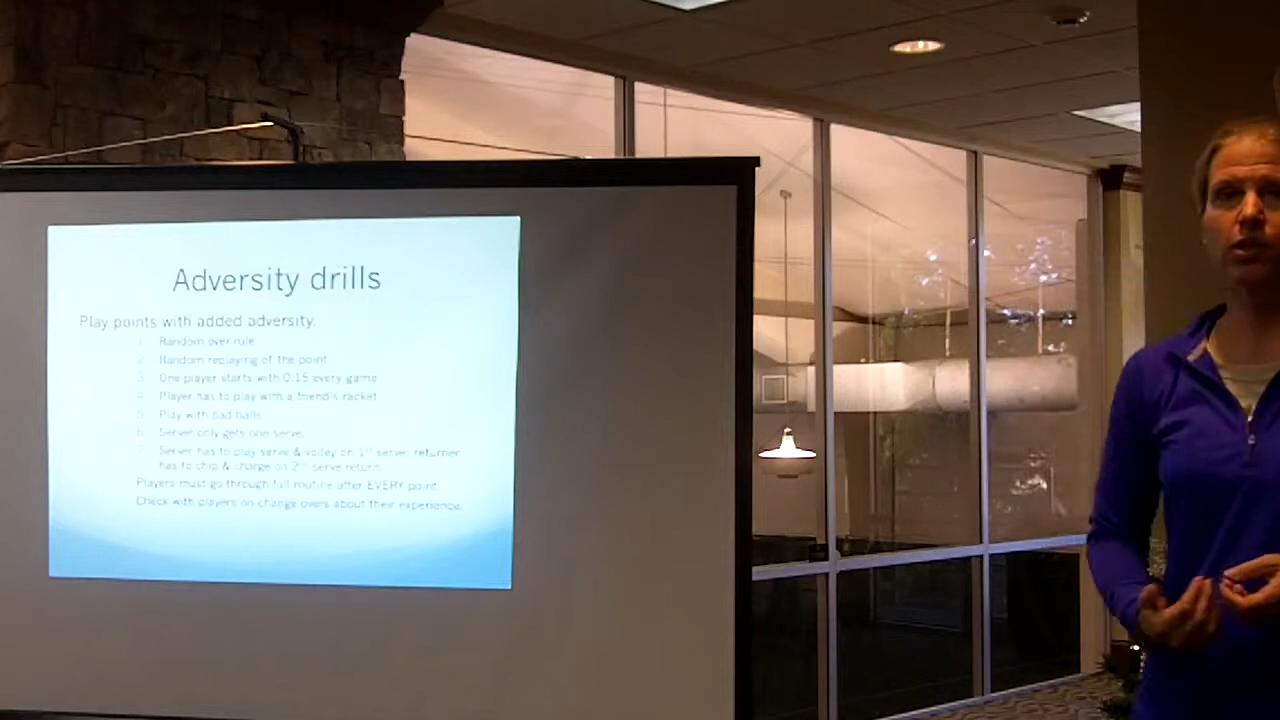 Adversity drills
Play points with added adversity.
1. Random over rule
2. Random replaying of the point
3. One player starts with 0:15 every game
4. Player has to play with a friend's racket
5. Play with bad balls
6. Server only gets one serve.
7. Server has to play serve & volley on 1st serve, returner
has to chip & charge on 2nd serve return.
Players must go through full routine after EVERY point
Check with players on change overs about their experience.